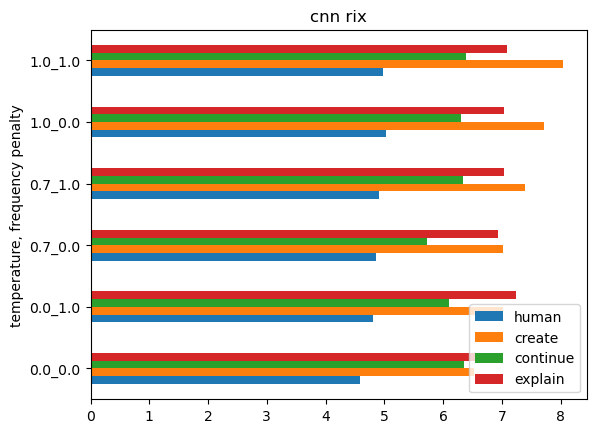 cnn rix
temperature, frequency penalty
1.0_1.0
1.0_0.0
0.7_1.0
0.7_0.0
0.0_1.0
0.0_0.0
human
create
continue
explain
0 1 2 3 4 5 6 7 8